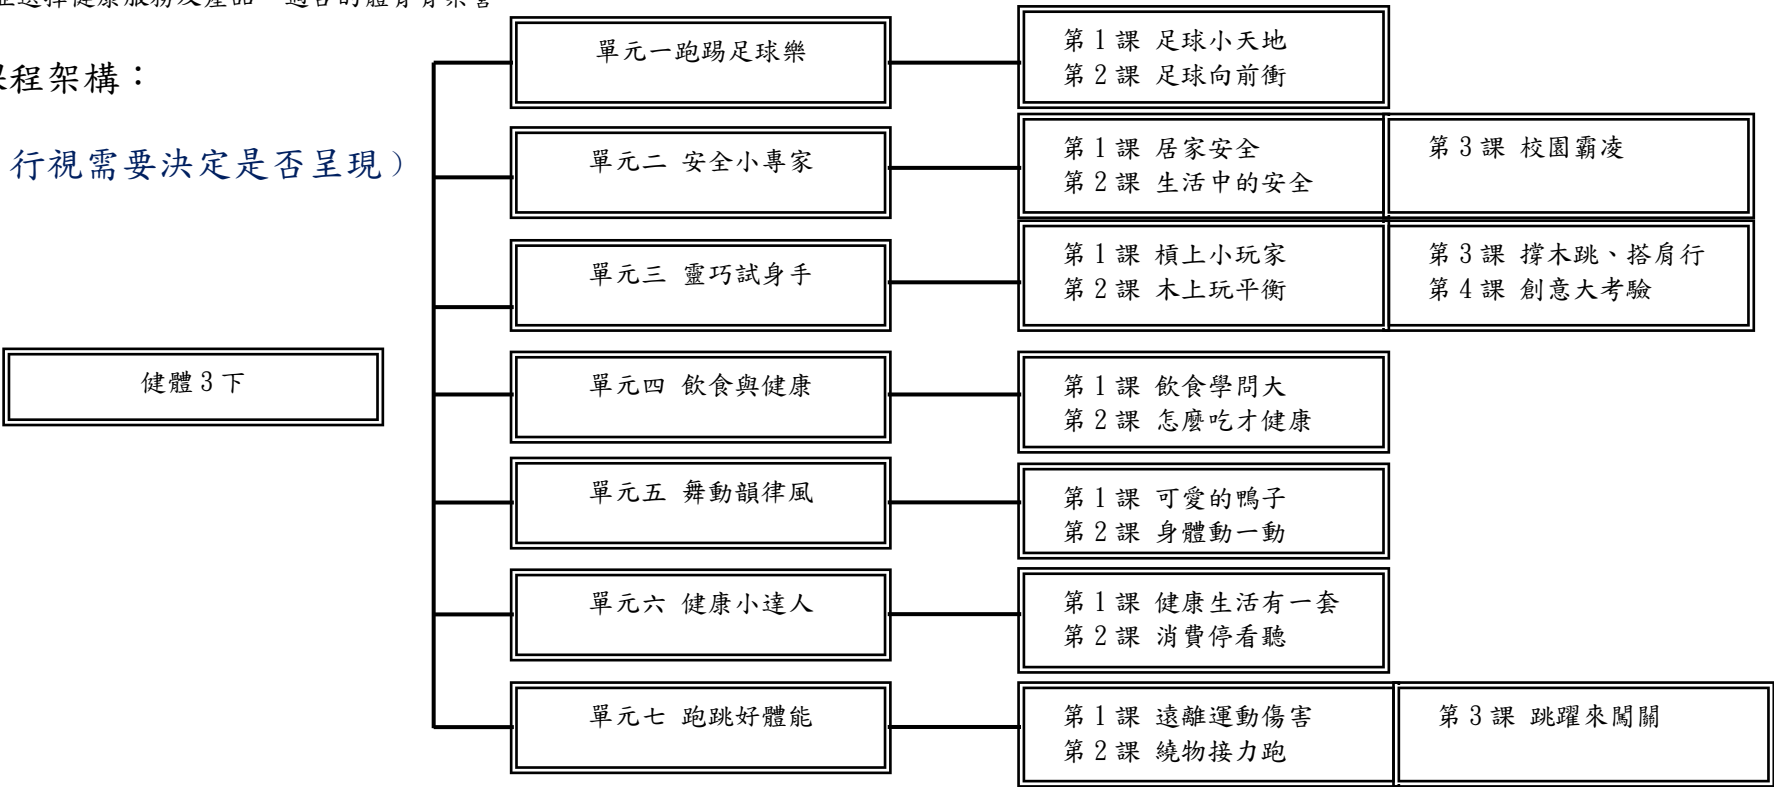 並選擇健康服務及產品
課程架構：
行視需要決定是否呈現）
健體3下
單元一跑踢足球樂
第1課 足球小天地
第2課 足球向前衝
單元二 安全小專家
第1課 居家安全
第2課 生活中的安全
第3課 校園霸凌
單元三 靈巧試身手
第1課 槓上小玩家
第2課 木上玩平衡
第3課 撐木跳、搭肩行
第4課 創意大考驗
單元四 飲食與健康
第1課 飲食學問大
第2課 怎麼吃才健康
單元五 舞動韻律風
第1課 可愛的鴨子
第2課 身體動一動
單元六 健康小達人
第1課 健康生活有一套
第2課 消費停看聽
單元七 跑跳好體能
第1課 遠離運動傷害
第2課 繞物接力跑
第3課 跳躍來闖關